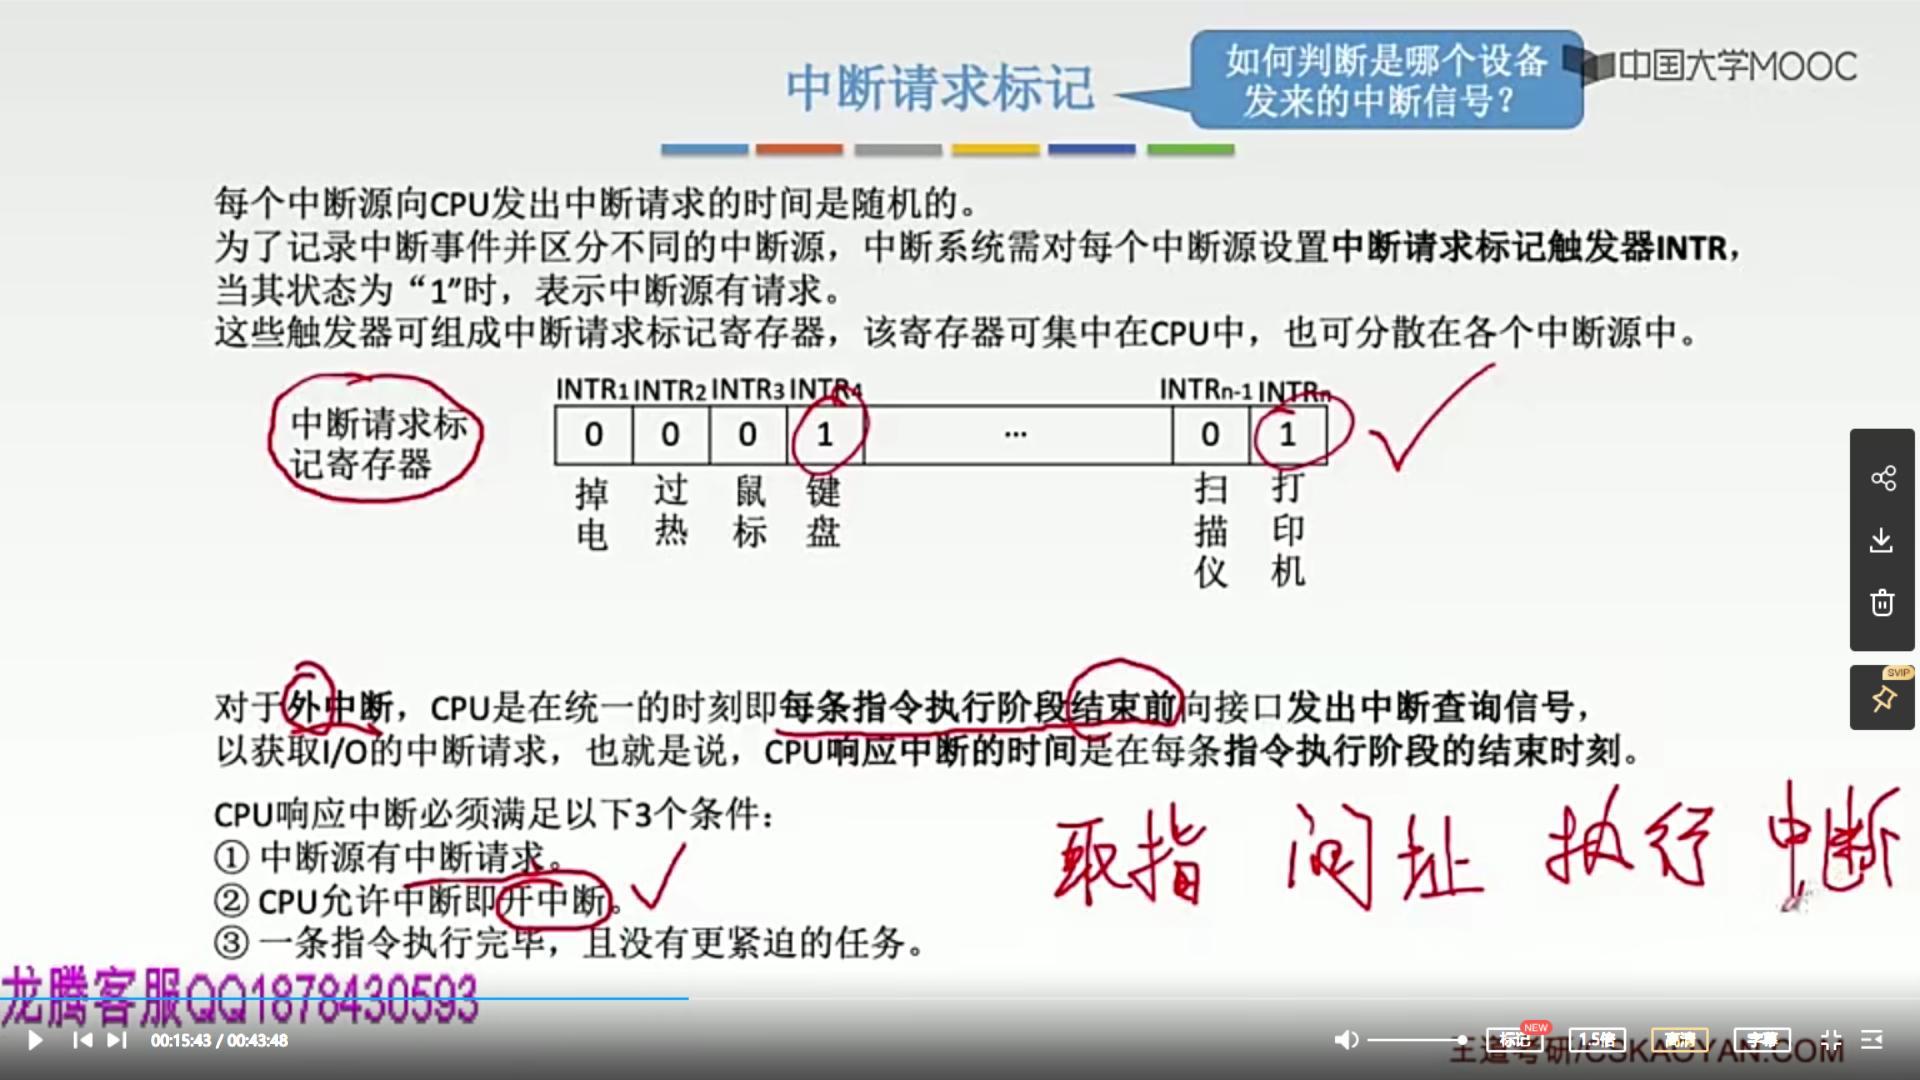 中断请求标记
如何判断是哪个设备
发来的中断信号?
中国大学MOOC
每个中断源向CPU发出中断请求的时间是随机的。
为了记录中断事件并区分不同的中断源，中断系统需对每个中断源设置中断请求标记触发器INTR，
当其状态为“1”时，表示中断源有请求。
这些触发器可组成中断请求标记寄存器，该寄存器可集中在CPU中，也可分散在各个中断源中。
INTR1 INTR2 INTR3 INTR4 INTRn-1 INTRn
中断请求标
记寄存器
0 0 0 1 ... 0 1
掉电 过热 鼠标 键盘 扫描仪 打印机
SVIP
对于外中断，CPU是在统一的时刻即每条指令执行阶段结束前向接口发出中断查询信号，
以获取I/O的中断请求，也就是说，CPU响应中断的时间是在每条指令执行阶段的结束时刻。
CPU响应中断必须满足以下3个条件：
① 中断源有中断请求。
② CPU允许中断即开中断。
③ 一条指令执行完毕，且没有更紧迫的任务。
取指 间址 执行 中断
龙腾客服QQ1878430593
00:15:43 / 00:43:48
标记 NEW 1.5倍 高清 字幕
王道考研/CSKAOYAN.COM